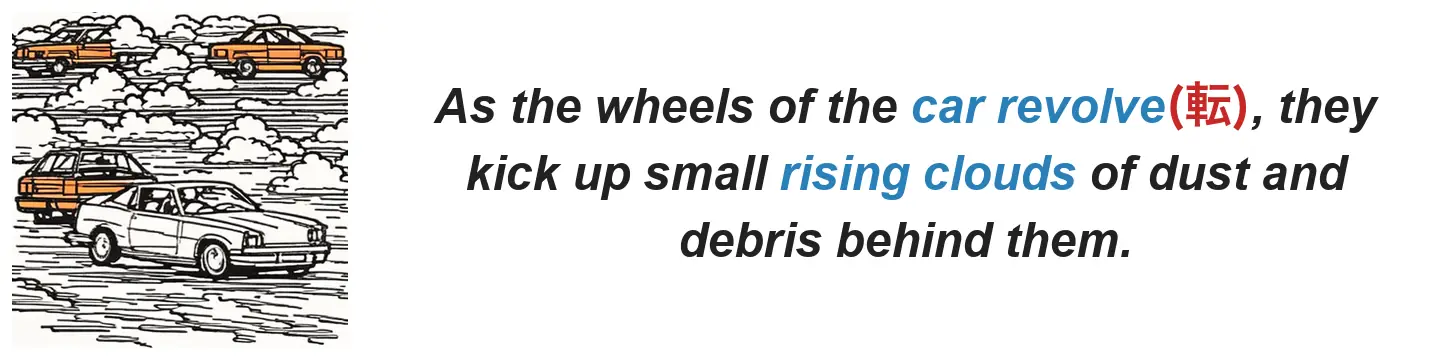 As the wheels of the car revolve(転), they
kick up small rising clouds of dust and
debris behind them.